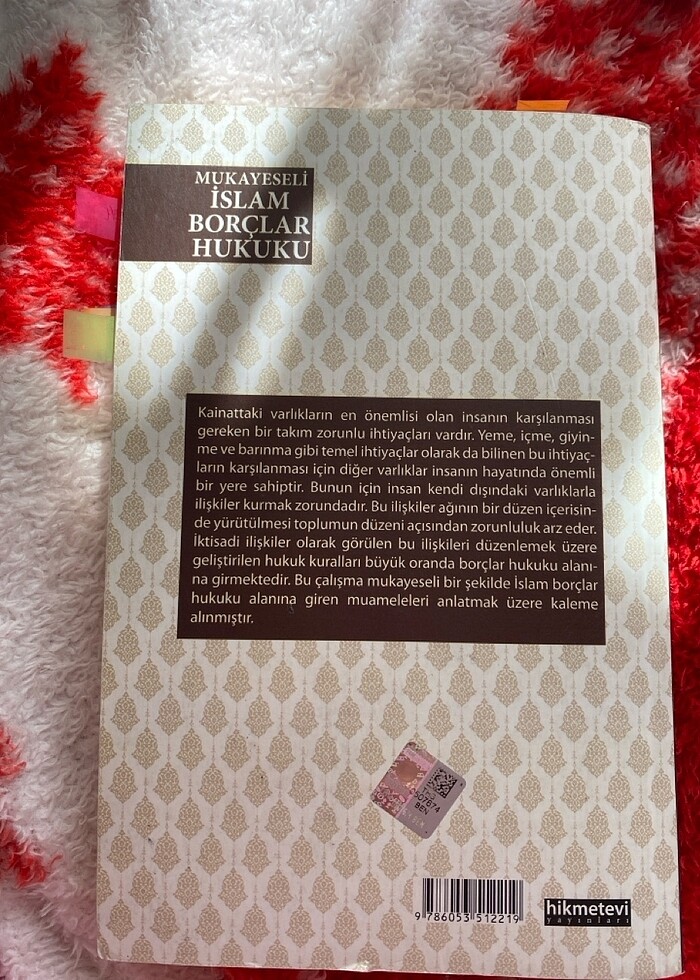 MUKAYESELİ
İSLAM
BORÇLAR
HUKUKU
Kainattaki varlıkların en önemlisi olan insanın karşılanması
gereken bir takım zorunlu ihtiyaçları vardır. Yeme, içme, giyin-
me ve barınma gibi temel ihtiyaçlar olarak da bilinen bu ihtiyaç-
ların karşılanması için diğer varlıklar insanın hayatında önemli
bir yere sahiptir. Bunun için insan kendi dışındaki varlıklarla
ilişkiler kurmak zorundadır. Bu ilişkiler ağının bir düzen içerisin-
de yürütülmesi toplumun düzeni açısından zorunluluk arz eder.
İktisadi ilişkiler olarak görülen bu ilişkileri düzenlemek üzere
geliştirilen hukuk kuralları büyük oranda borçlar hukuku alanı-
na girmektedir. Bu çalışma mukayeseli bir şekilde İslam borçlar
hukuku alanına giren muameleleri anlatmak üzere kaleme
alınmıştır.
BEN
9 786053 512219
hikmetevi
yayınları